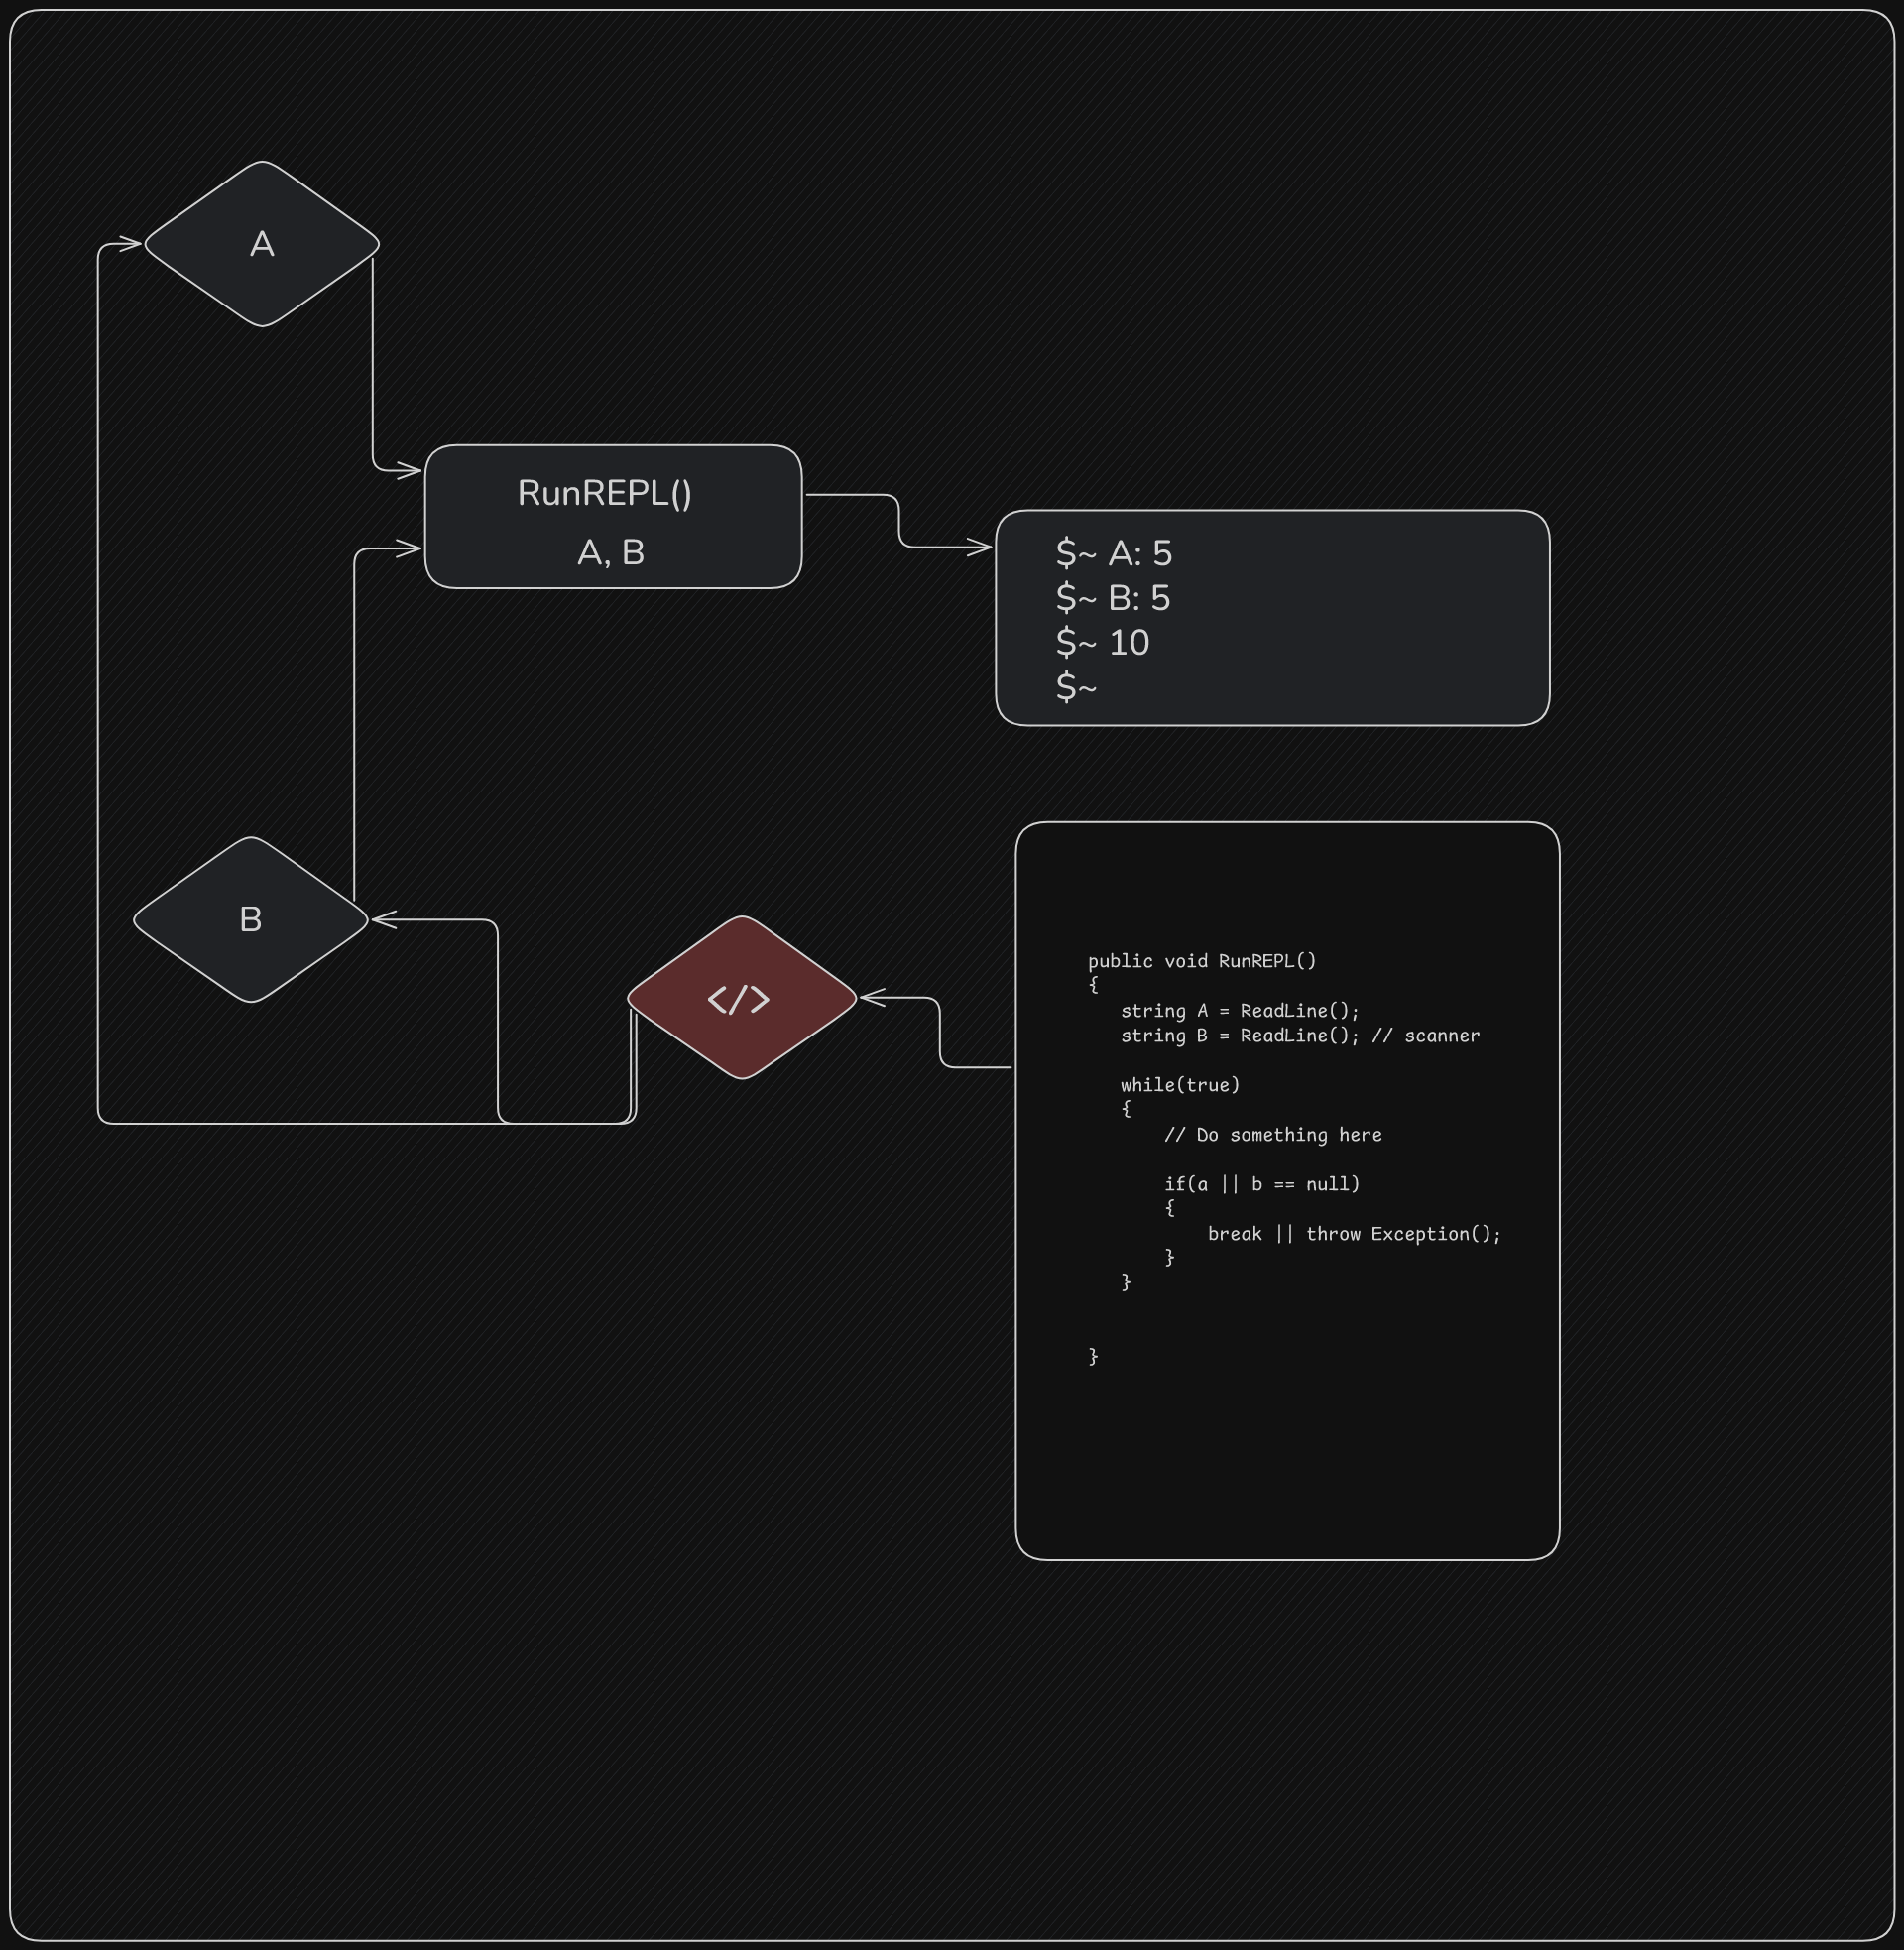 A
RunREPL()
A, B
$~ A: 5
$~ B: 5
$~ 10
$~
B
</>
public void RunREPL()
{
   string A = ReadLine();
   string B = ReadLine(); // scanner
   while(true)
   {
       // Do something here
       if(a || b == null)
       {
           break || throw Exception();
       }
   }
}